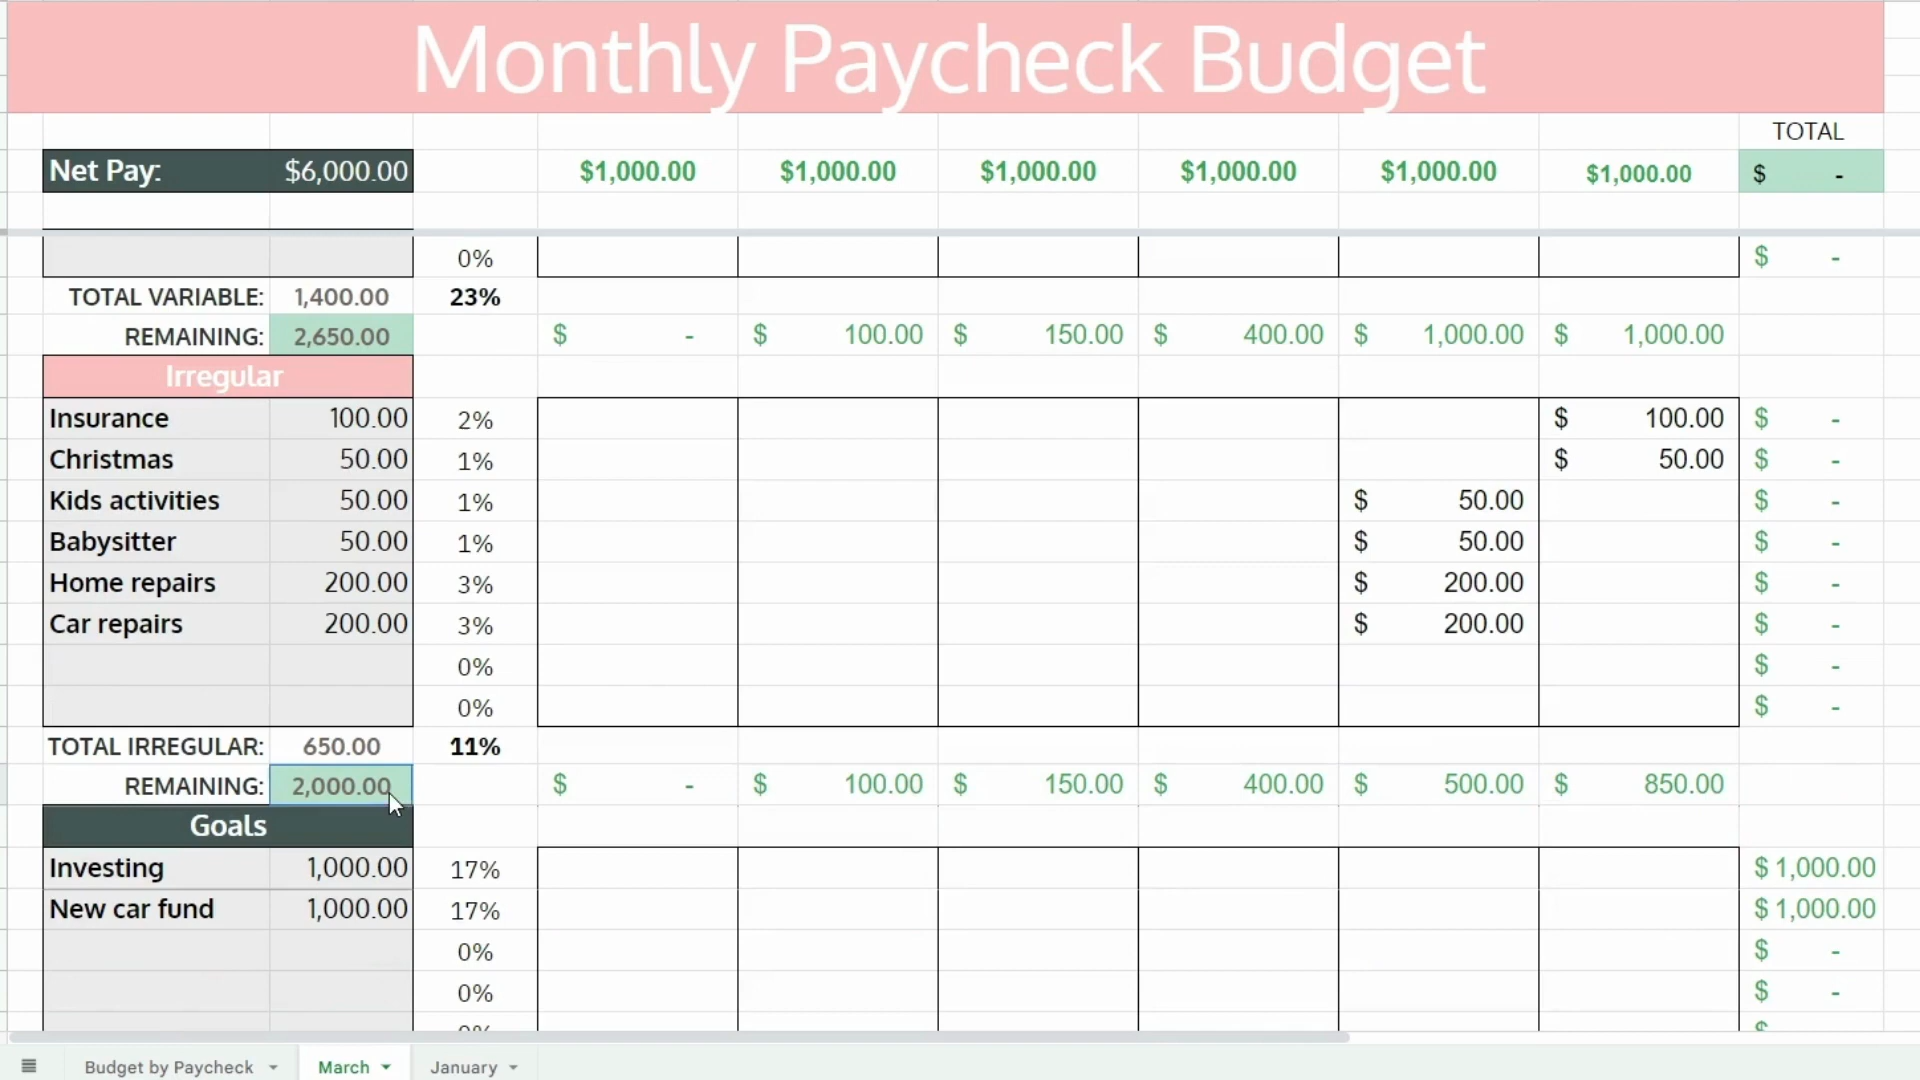 Monthly Paycheck Budget
TOTAL
Net Pay: $6,000.00 $1,000.00 $1,000.00 $1,000.00 $1,000.00 $1,000.00 $1,000.00 $ -
0% $ -
TOTAL VARIABLE: 1,400.00 23%
REMAINING: 2,650.00 $ - $ 100.00 $ 150.00 $ 400.00 $ 1,000.00 $ 1,000.00
Irregular
Insurance 100.00 2% $ 100.00 $ -
Christmas 50.00 1% $ 50.00 $ -
Kids activities 50.00 1% $ 50.00 $ -
Babysitter 50.00 1% $ 50.00 $ -
Home repairs 200.00 3% $ 200.00 $ -
Car repairs 200.00 3% $ 200.00 $ -
0% $ -
0% $ -
TOTAL IRREGULAR: 650.00 11%
REMAINING: 2,000.00 $ - $ 100.00 $ 150.00 $ 400.00 $ 500.00 $ 850.00
Goals
Investing 1,000.00 17% $ 1,000.00
New car fund 1,000.00 17% $ 1,000.00
0% $ -
0% $ -
Budget by Paycheck March January